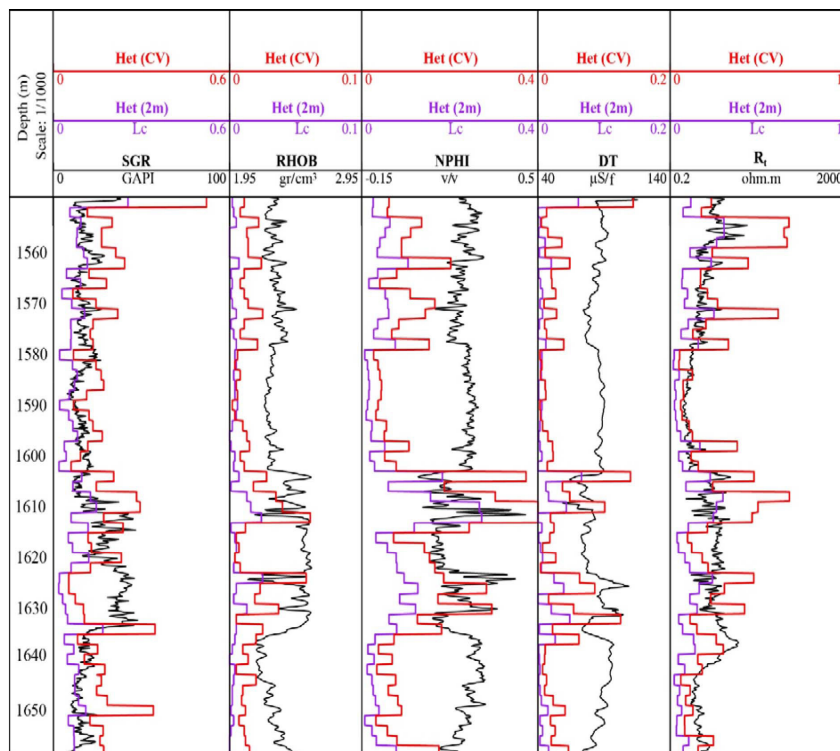 Het (CV) Het (CV) Het (CV) Het (CV) Het (CV)
0 0.6 0 0.1 0 0.4 0 0.2 0 1
Het (2m) Het (2m) Het (2m) Het (2m) Het (2m)
0 Lc 0.6 0 Lc 0.1 0 Lc 0.4 0 Lc 0.2 0 Lc 1
Depth (m)
Scale: 1/1000
SGR RHOB NPHI DT Rt
0 GAPI 100 1.95 gr/cm³ 2.95 -0.15 v/v 0.5 40 µS/f 140 0.2 ohm.m 2000
1560
1570
1580
1590
1600
1610
1620
1630
1640
1650